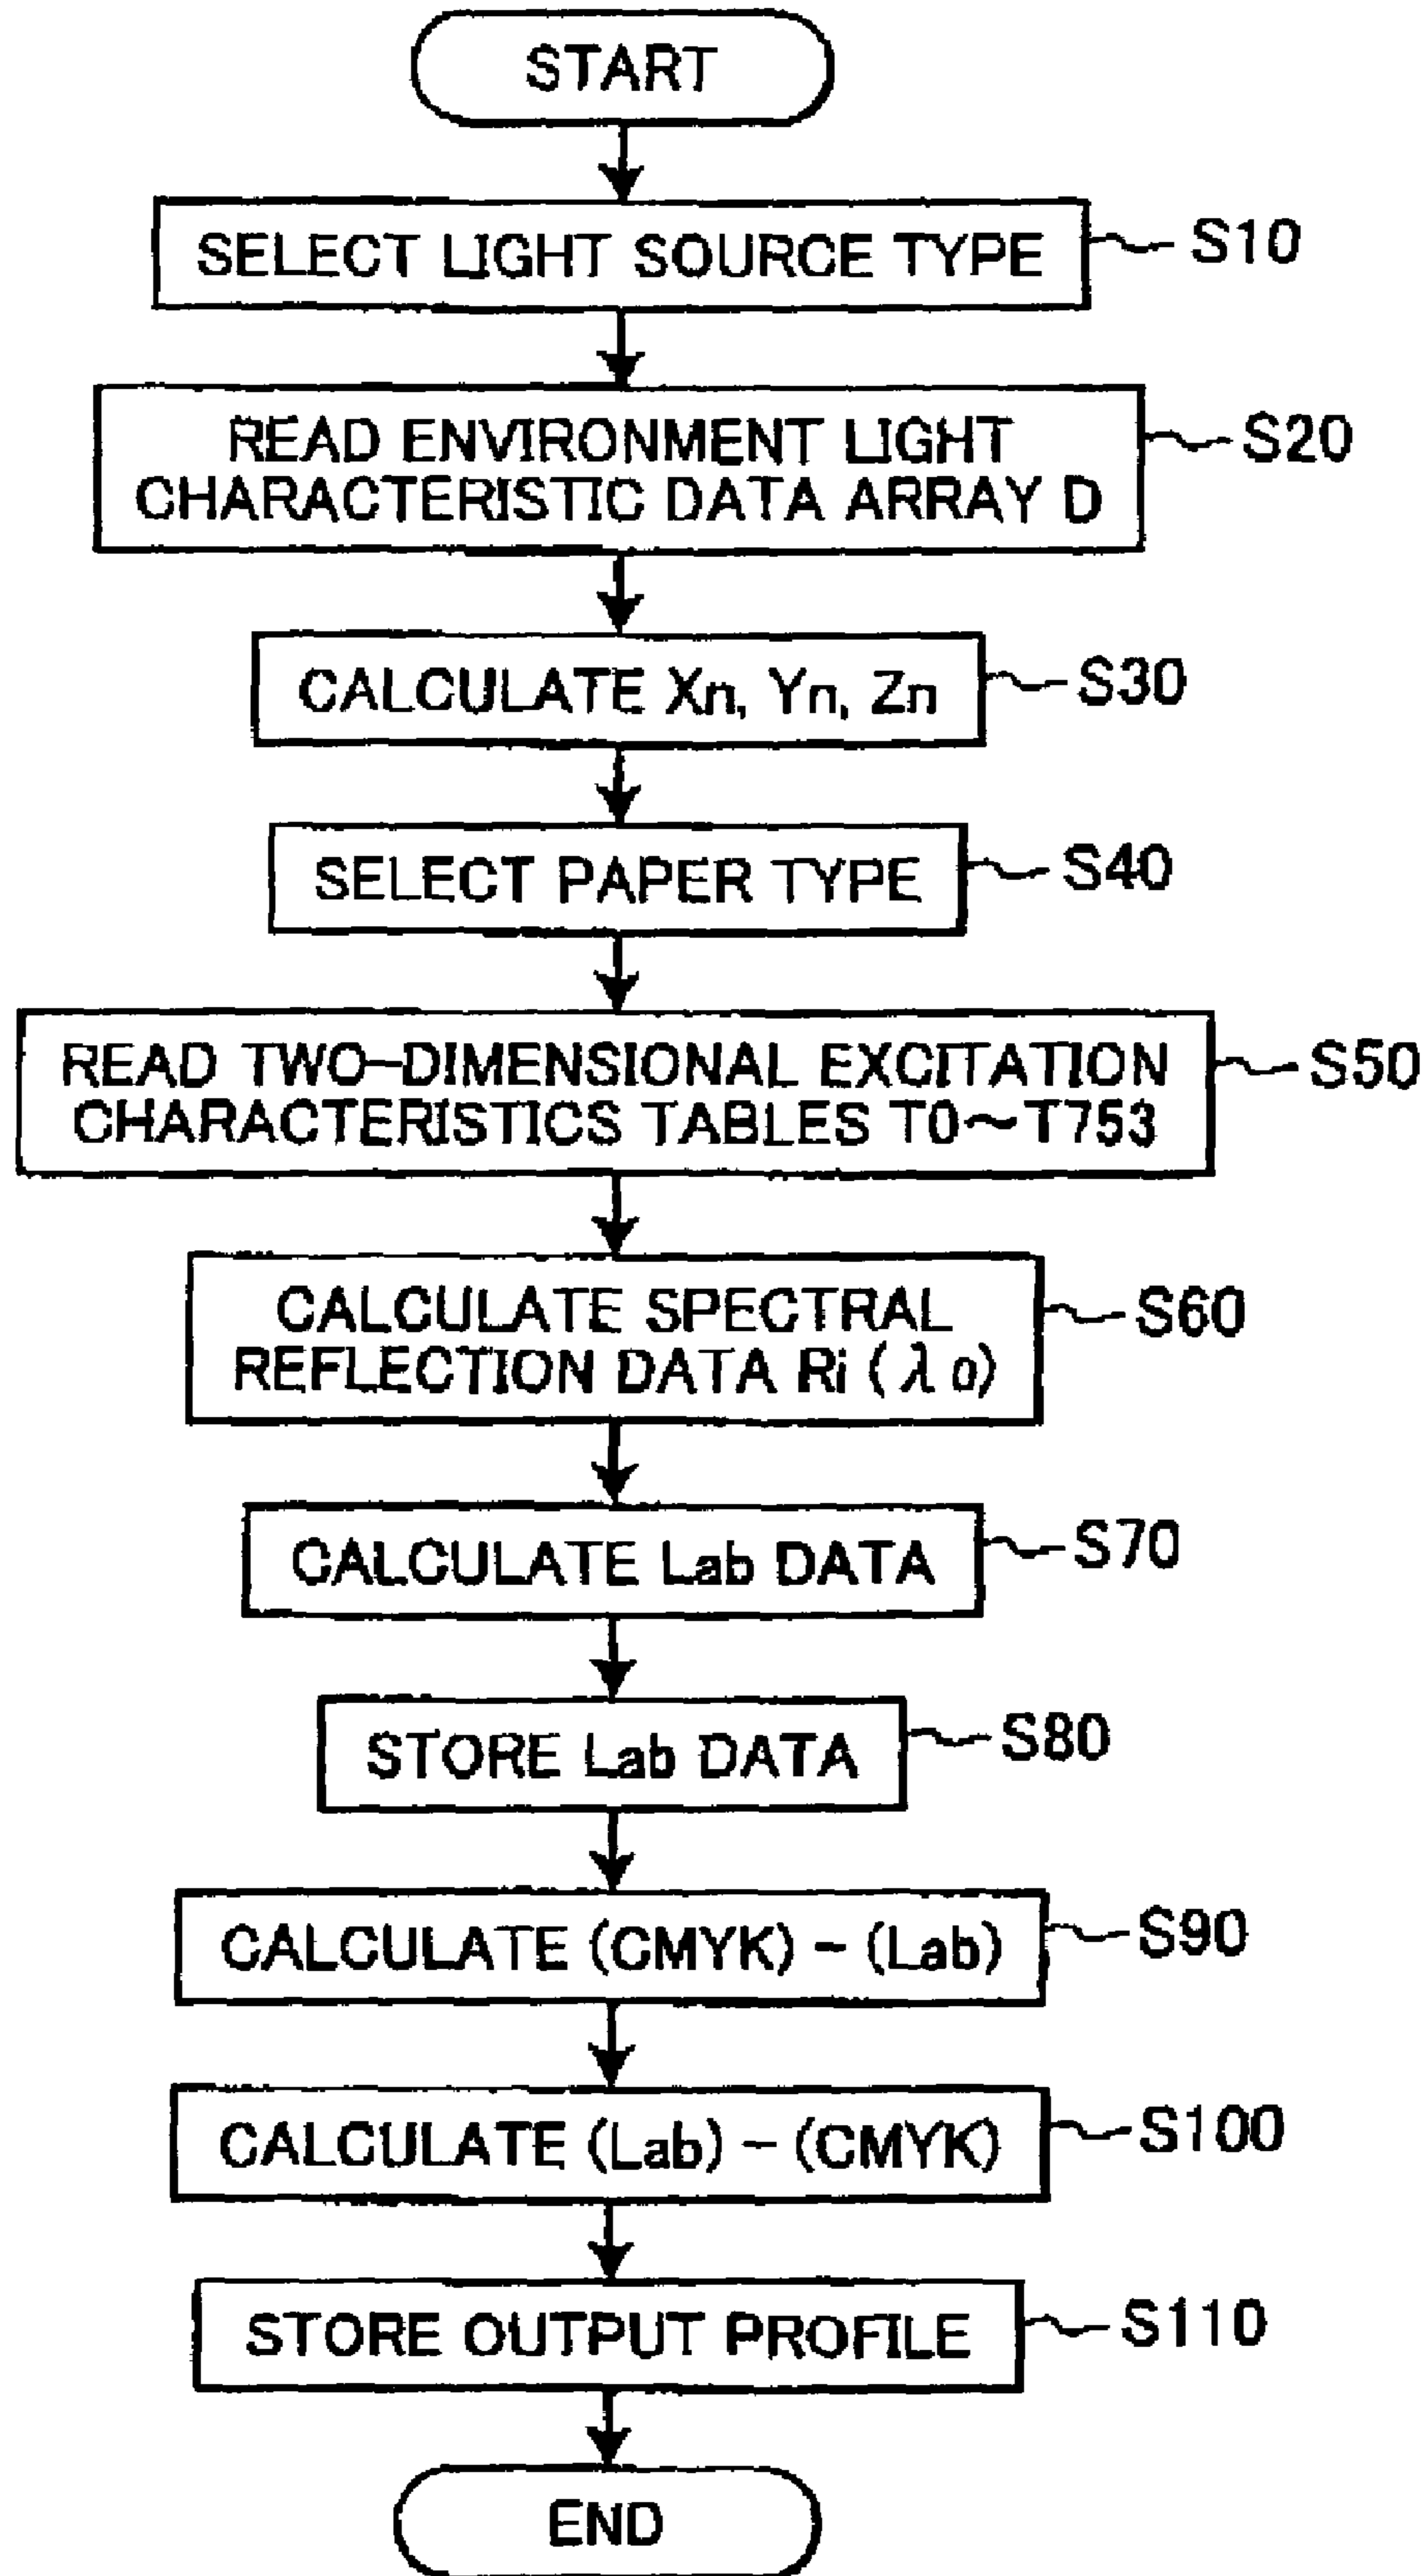 START
SELECT LIGHT SOURCE TYPE
S10
READ ENVIRONMENT LIGHT
CHARACTERISTIC DATA ARRAY D
S20
CALCULATE Xn, Yn, Zn
S30
SELECT PAPER TYPE
S40
READ TWO-DIMENSIONAL EXCITATION
CHARACTERISTICS TABLES T0~T753
S50
CALCULATE SPECTRAL
REFLECTION DATA Ri (λ0)
S60
CALCULATE Lab DATA
S70
STORE Lab DATA
S80
CALCULATE (CMYK) - (Lab)
S90
CALCULATE (Lab) - (CMYK)
S100
STORE OUTPUT PROFILE
S110
END